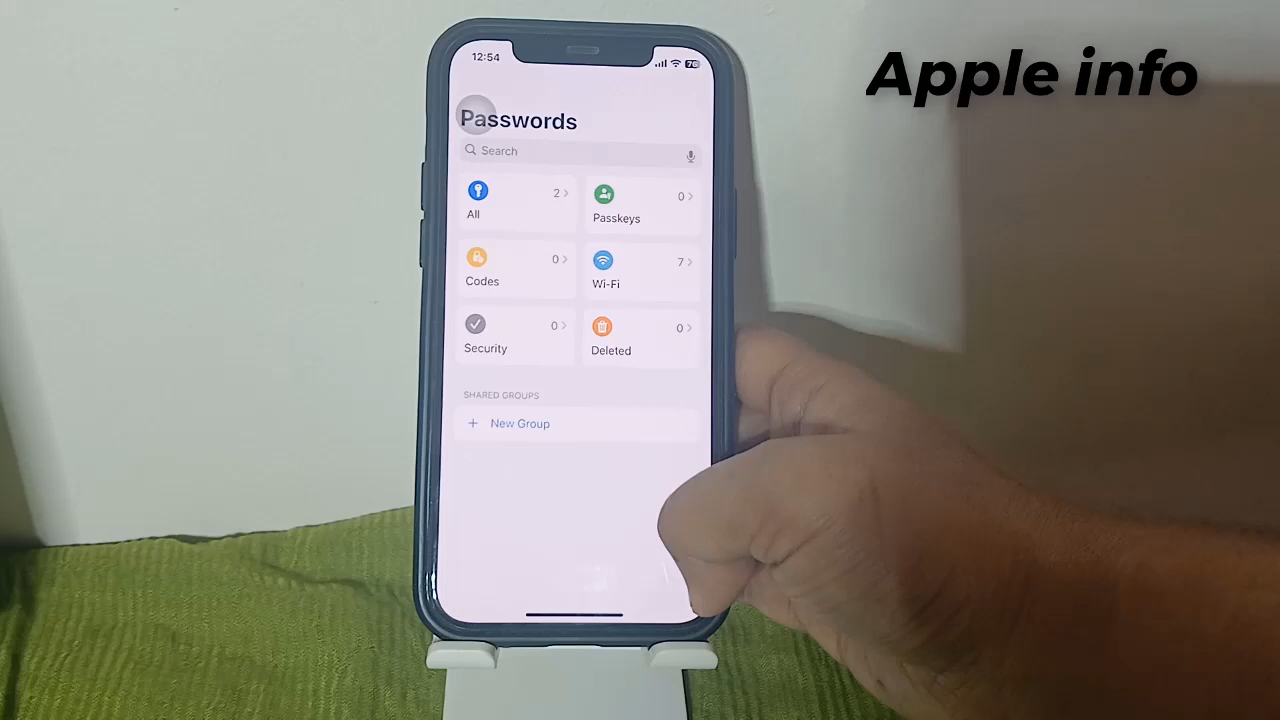 Apple info
12:54
76
Passwords
Search
2
All
0
Passkeys
0
Codes
7
Wi-Fi
0
Security
0
Deleted
SHARED GROUPS
+ New Group